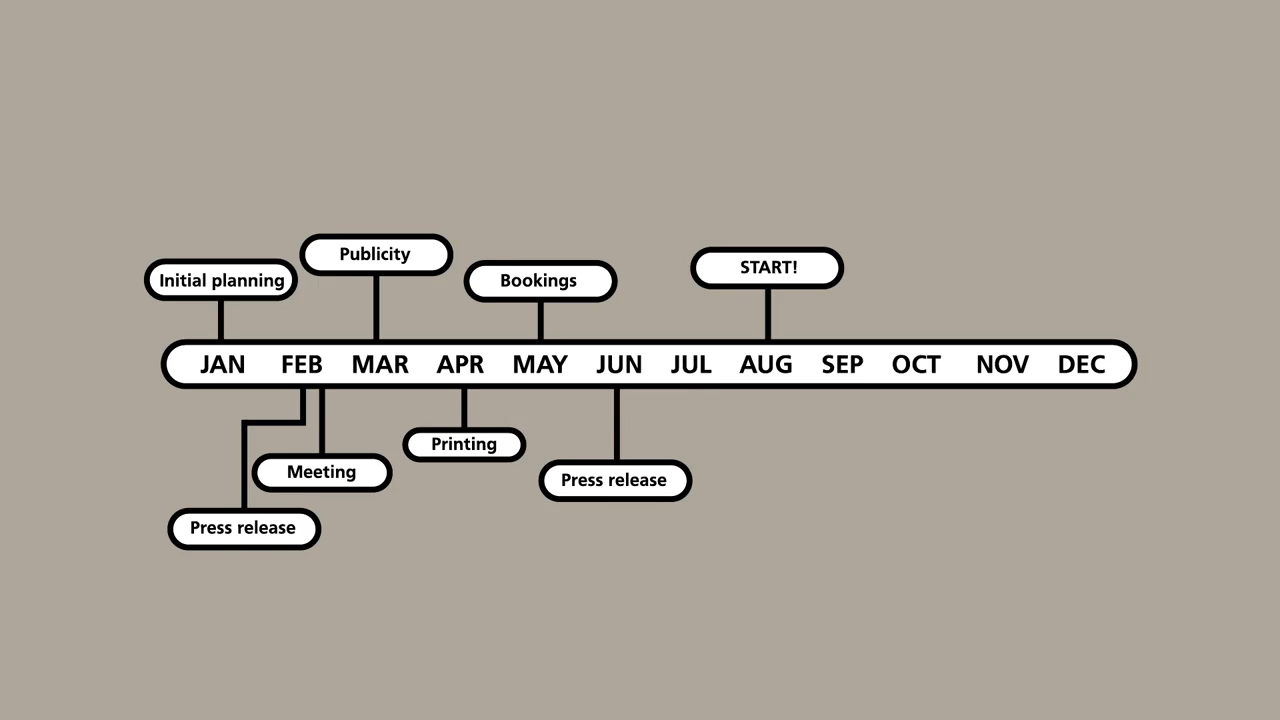 Publicity
START!
Initial planning
Bookings
JAN FEB MAR APR MAY JUN JUL AUG SEP OCT NOV DEC
Printing
Meeting
Press release
Press release